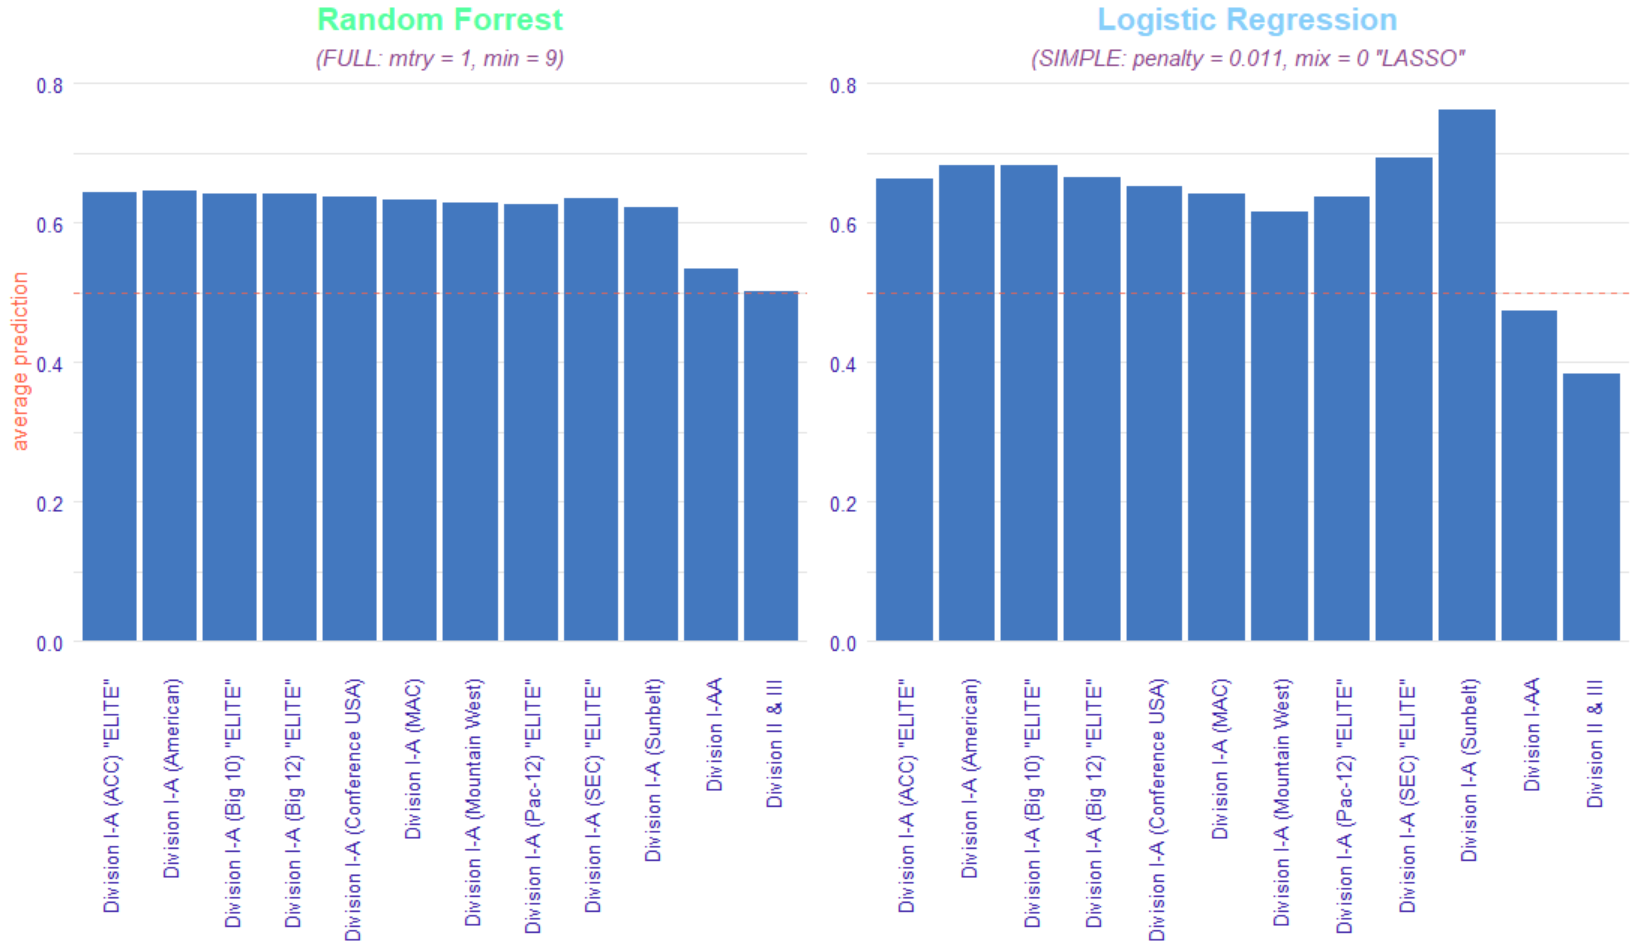 Random Forrest
(FULL: mtry = 1, min = 9)
average prediction
0.8
0.6
0.4
0.2
0.0
Division I-A (ACC) "ELITE"
Division I-A (American)
Division I-A (Big 10) "ELITE"
Division I-A (Big 12) "ELITE"
Division I-A (Conference USA)
Division I-A (MAC)
Division I-A (Mountain West)
Division I-A (Pac-12) "ELITE"
Division I-A (SEC) "ELITE"
Division I-A (Sunbelt)
Division I-AA
Division II & III
Logistic Regression
(SIMPLE: penalty = 0.011, mix = 0 "LASSO"
0.8
0.6
0.4
0.2
0.0
Division I-A (ACC) "ELITE"
Division I-A (American)
Division I-A (Big 10) "ELITE"
Division I-A (Big 12) "ELITE"
Division I-A (Conference USA)
Division I-A (MAC)
Division I-A (Mountain West)
Division I-A (Pac-12) "ELITE"
Division I-A (SEC) "ELITE"
Division I-A (Sunbelt)
Division I-AA
Division II & III